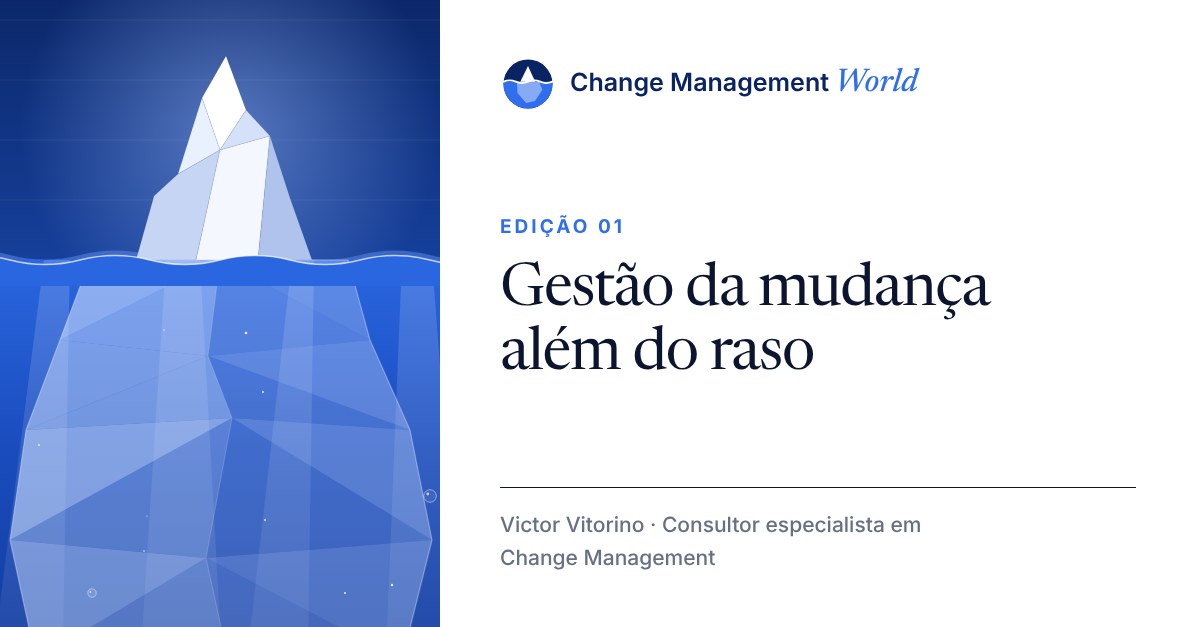 Change Management World
EDIÇÃO 01
Gestão da mudança
além do raso
Victor Vitorino · Consultor especialista em
Change Management